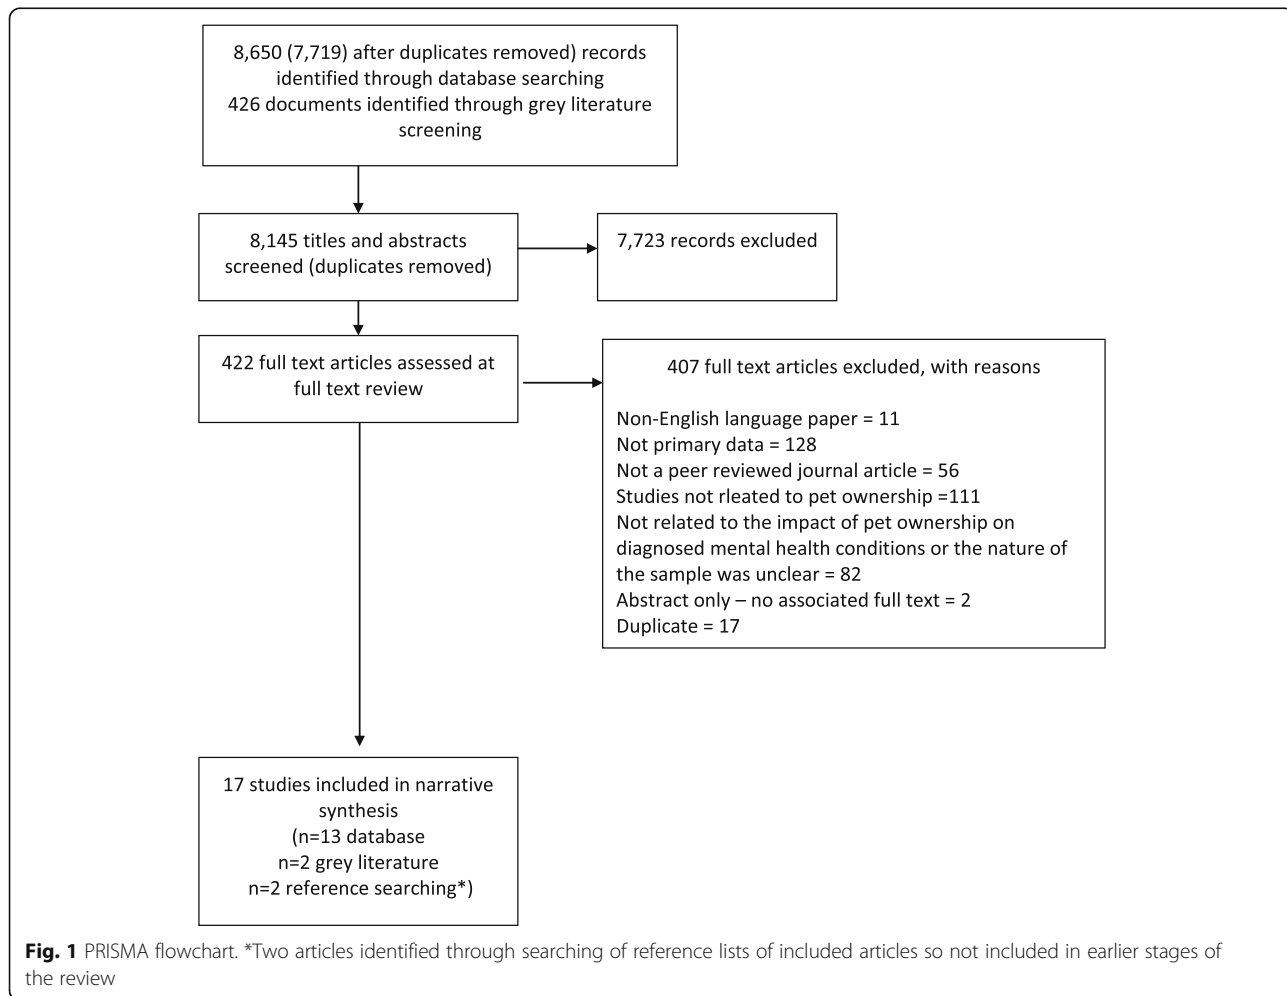 8,650 (7,719) after duplicates removed) records
identified through database searching
426 documents identified through grey literature
screening
8,145 titles and abstracts
screened (duplicates removed)
7,723 records excluded
422 full text articles assessed at
full text review
407 full text articles excluded, with reasons
Non-English language paper = 11
Not primary data = 128
Not a peer reviewed journal article = 56
Studies not rleated to pet ownership =111
Not related to the impact of pet ownership on
diagnosed mental health conditions or the nature of
the sample was unclear = 82
Abstract only – no associated full text = 2
Duplicate = 17
17 studies included in narrative
synthesis
(n=13 database
n=2 grey literature
n=2 reference searching*)
Fig. 1 PRISMA flowchart. *Two articles identified through searching of reference lists of included articles so not included in earlier stages of
the review